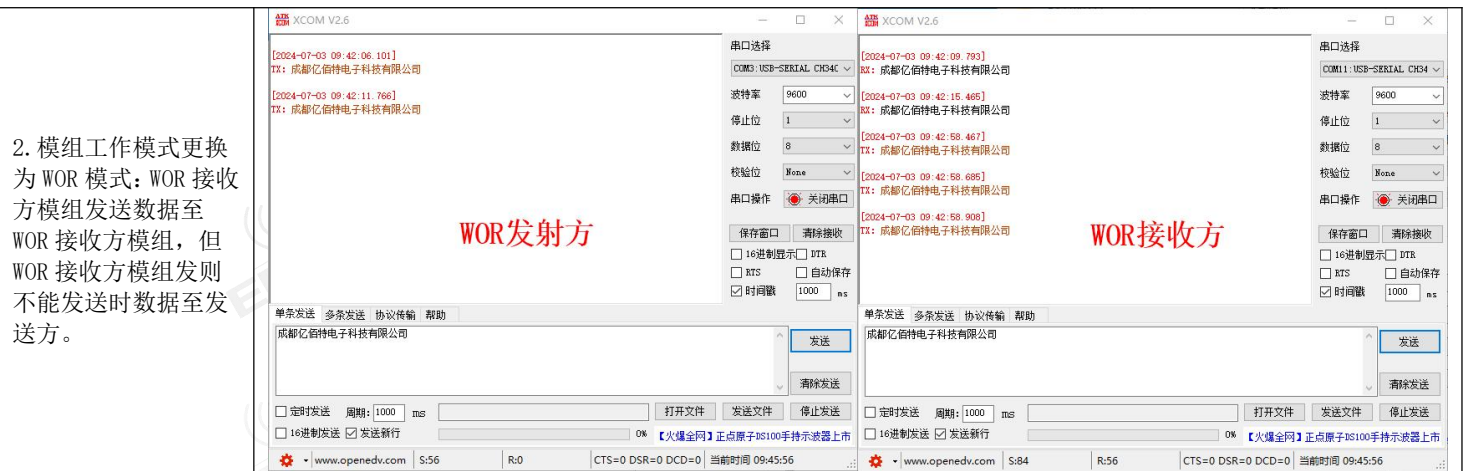 2.模组工作模式更换
为 WOR 模式：WOR 接收
方模组发送数据至
WOR 接收方模组，但
WOR 接收方模组发则
不能发送时数据至发
送方。
XCOM V2.6
[2024-07-03 09:42:06.101]
TX: 成都亿佰特电子科技有限公司
[2024-07-03 09:42:11.766]
TX: 成都亿佰特电子科技有限公司
WOR发射方
串口选择
COM3:USB-SERIAL CH34C
波特率 9600
停止位 1
数据位 8
校验位 None
串口操作 关闭串口
保存窗口 清除接收
16进制显示 DTR
RTS 自动保存
时间戳 1000 ms
单条发送 多条发送 协议传输 帮助
成都亿佰特电子科技有限公司
发送
清除发送
定时发送 周期: 1000 ms 打开文件 发送文件 停止发送
16进制发送 发送新行 0% 【火爆全网】正点原子DS100手持示波器上市
www.openedv.com S:56 R:0 CTS=0 DSR=0 DCD=0 当前时间 09:45:56
XCOM V2.6
[2024-07-03 09:42:09.793]
RX: 成都亿佰特电子科技有限公司
[2024-07-03 09:42:15.465]
RX: 成都亿佰特电子科技有限公司
[2024-07-03 09:42:58.467]
TX: 成都亿佰特电子科技有限公司
[2024-07-03 09:42:58.685]
TX: 成都亿佰特电子科技有限公司
[2024-07-03 09:42:58.908]
TX: 成都亿佰特电子科技有限公司
WOR接收方
串口选择
COM11:USB-SERIAL CH34
波特率 9600
停止位 1
数据位 8
校验位 None
串口操作 关闭串口
保存窗口 清除接收
16进制显示 DTR
RTS 自动保存
时间戳 1000 ms
单条发送 多条发送 协议传输 帮助
成都亿佰特电子科技有限公司
发送
清除发送
定时发送 周期: 1000 ms 打开文件 发送文件 停止发送
16进制发送 发送新行 0% 【火爆全网】正点原子DS100手持示波器上市
www.openedv.com S:84 R:56 CTS=0 DSR=0 DCD=0 当前时间 09:45:56